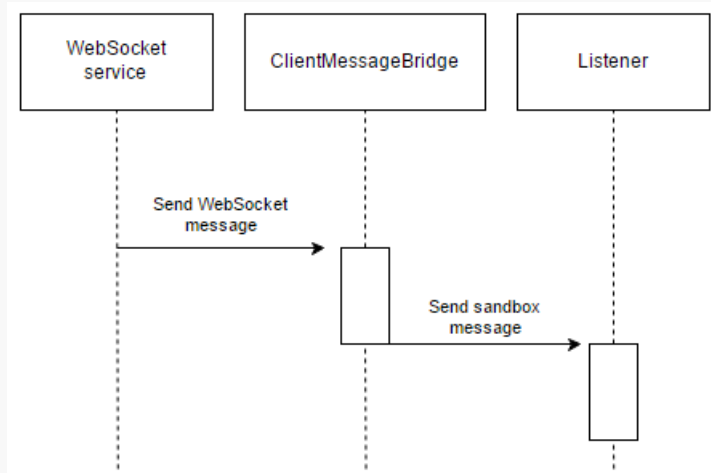 WebSocket
service
ClientMessageBridge
Listener
Send WebSocket
message
Send sandbox
message